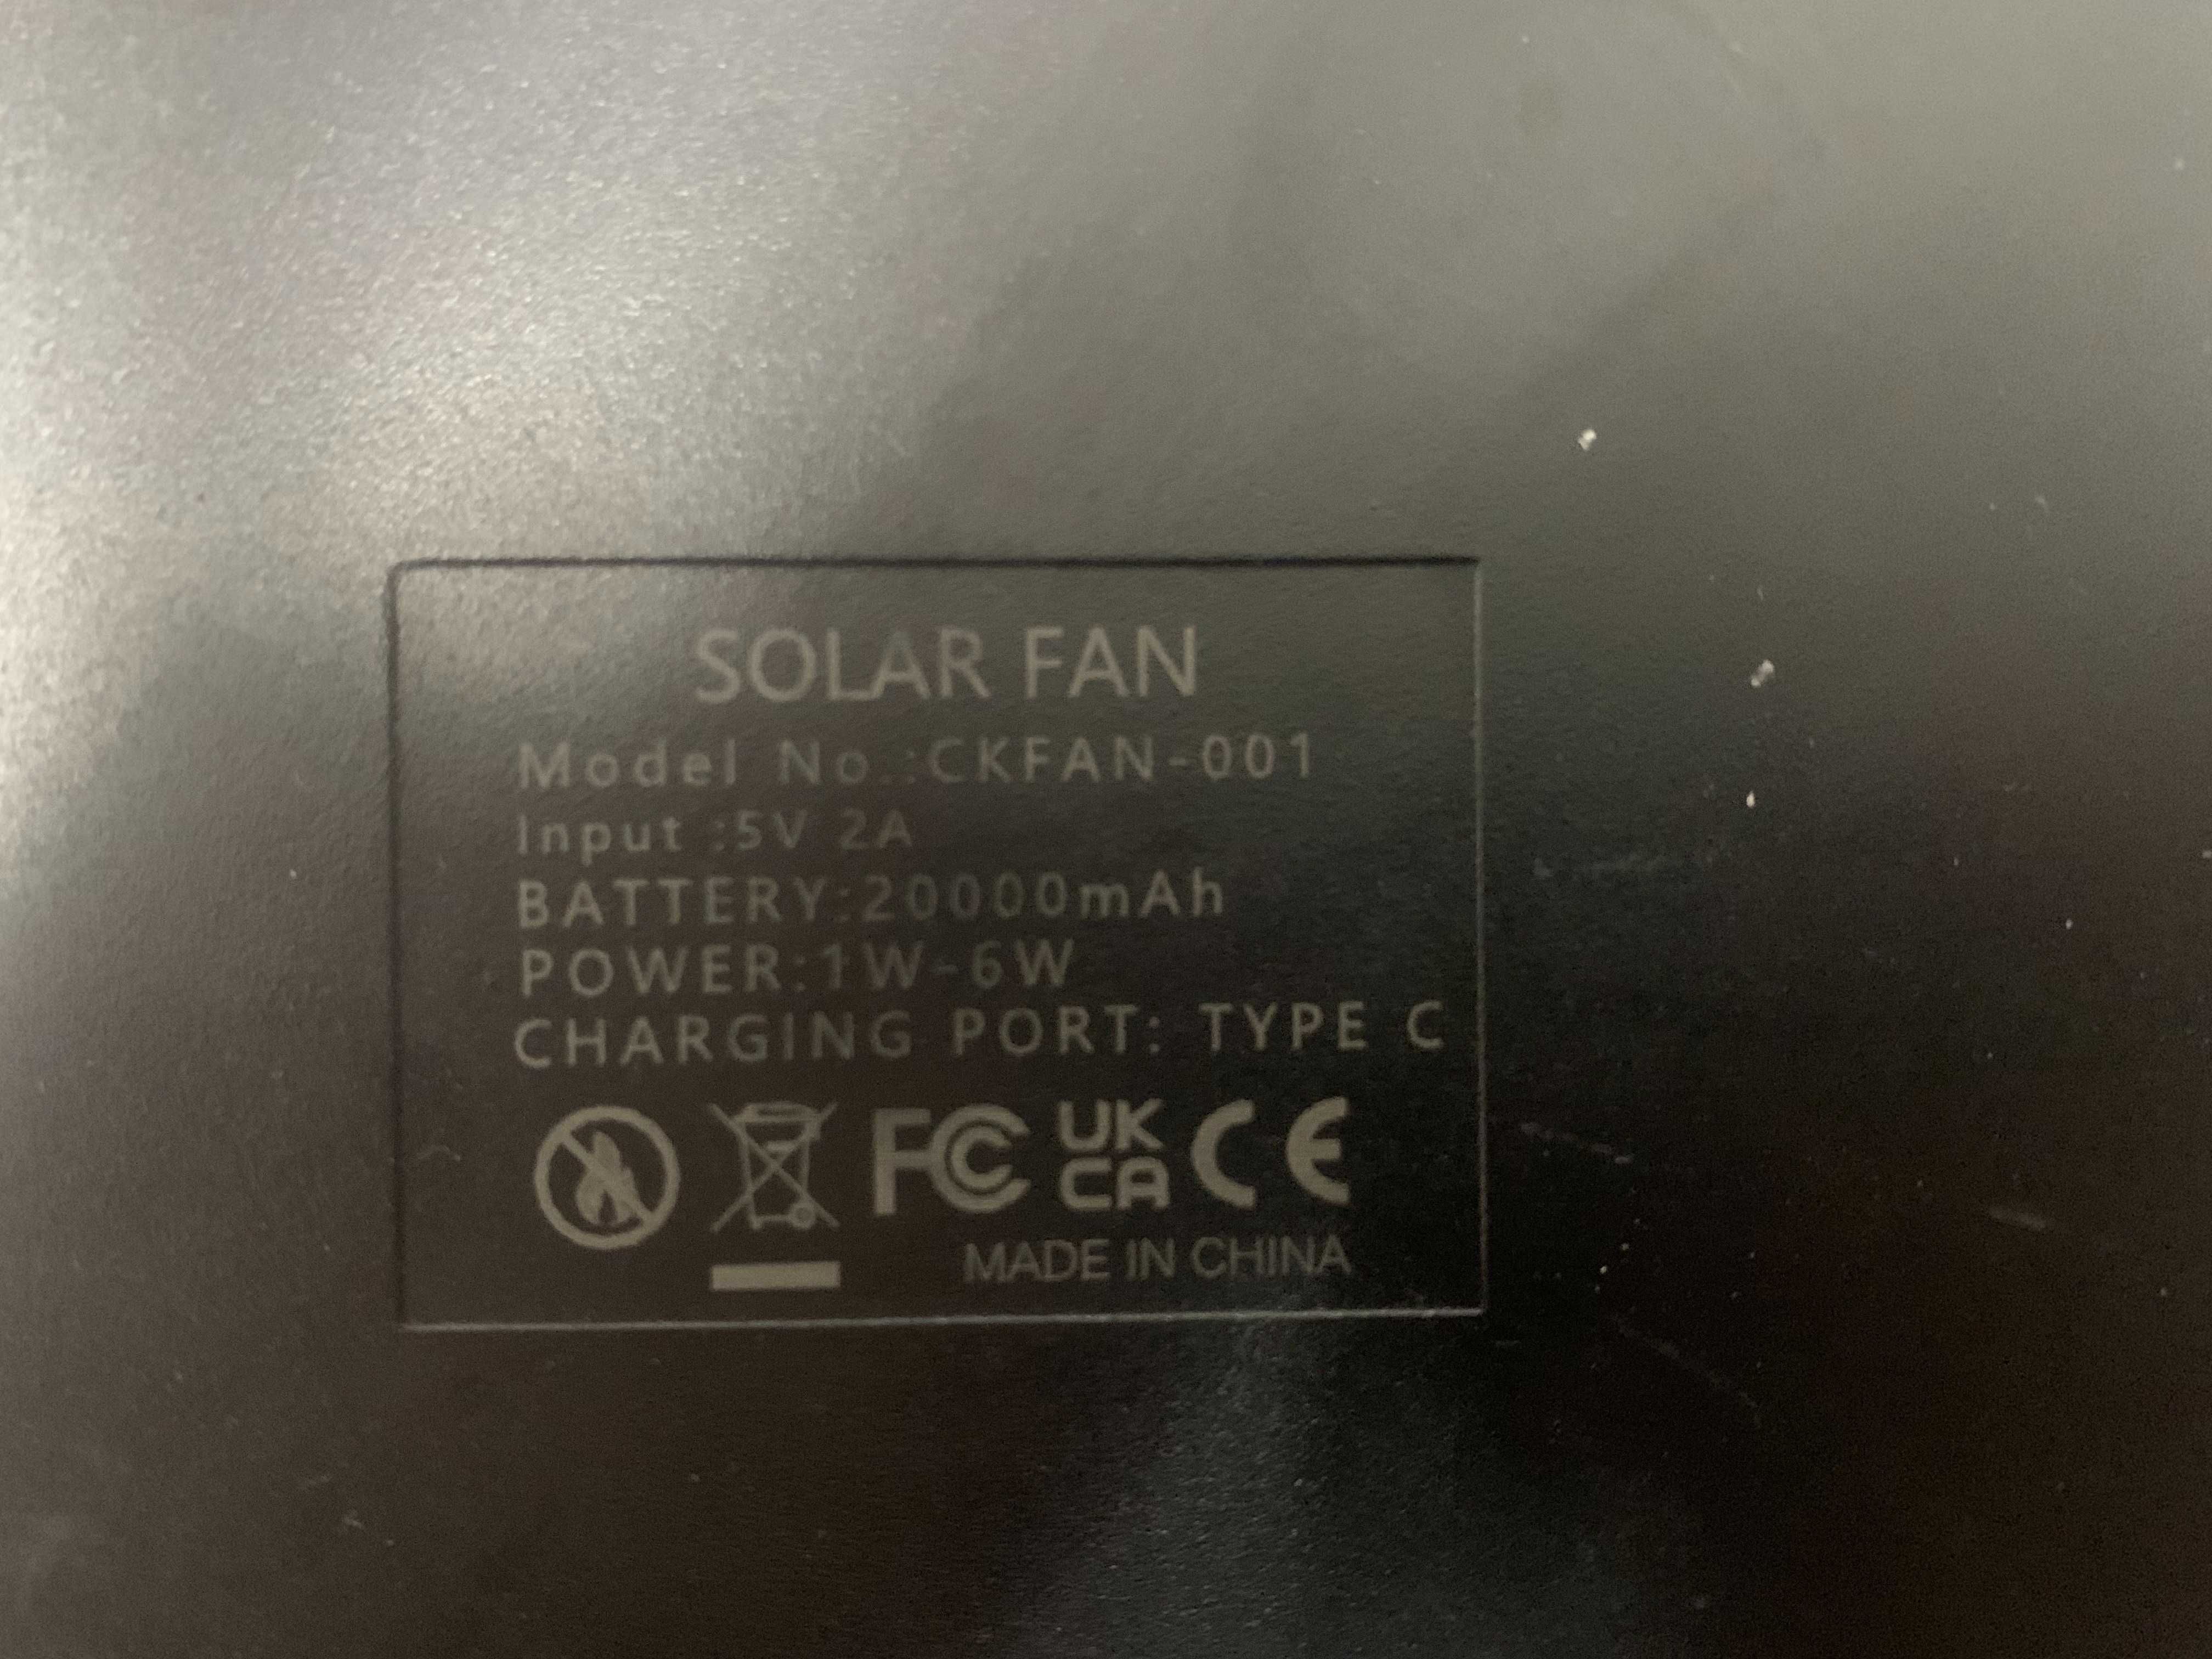 SOLAR FAN
Model No.:CKFAN-001
Input :5V 2A
BATTERY:20000mAh
POWER:1W-6W
CHARGING PORT: TYPE C
FC UK CA CE
MADE IN CHINA